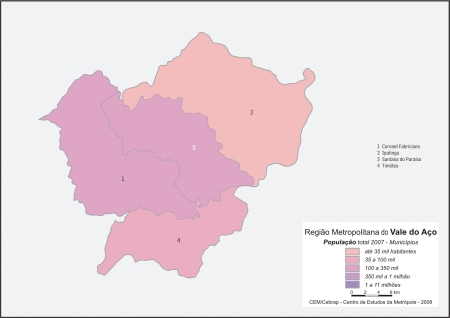 3
2
1
4
1 Coronel Fabriciano
2 Ipatinga
3 Santana do Paraíso
4 Timóteo
Região Metropolitana do Vale do Aço
População total 2007 - Municípios
até 35 mil habitantes
35 a 100 mil
100 a 350 mil
350 mil a 1 milhão
1 a 11 milhões
0 2 4 6 km
CEM/Cebrap - Centro de Estudos da Metrópole - 2008